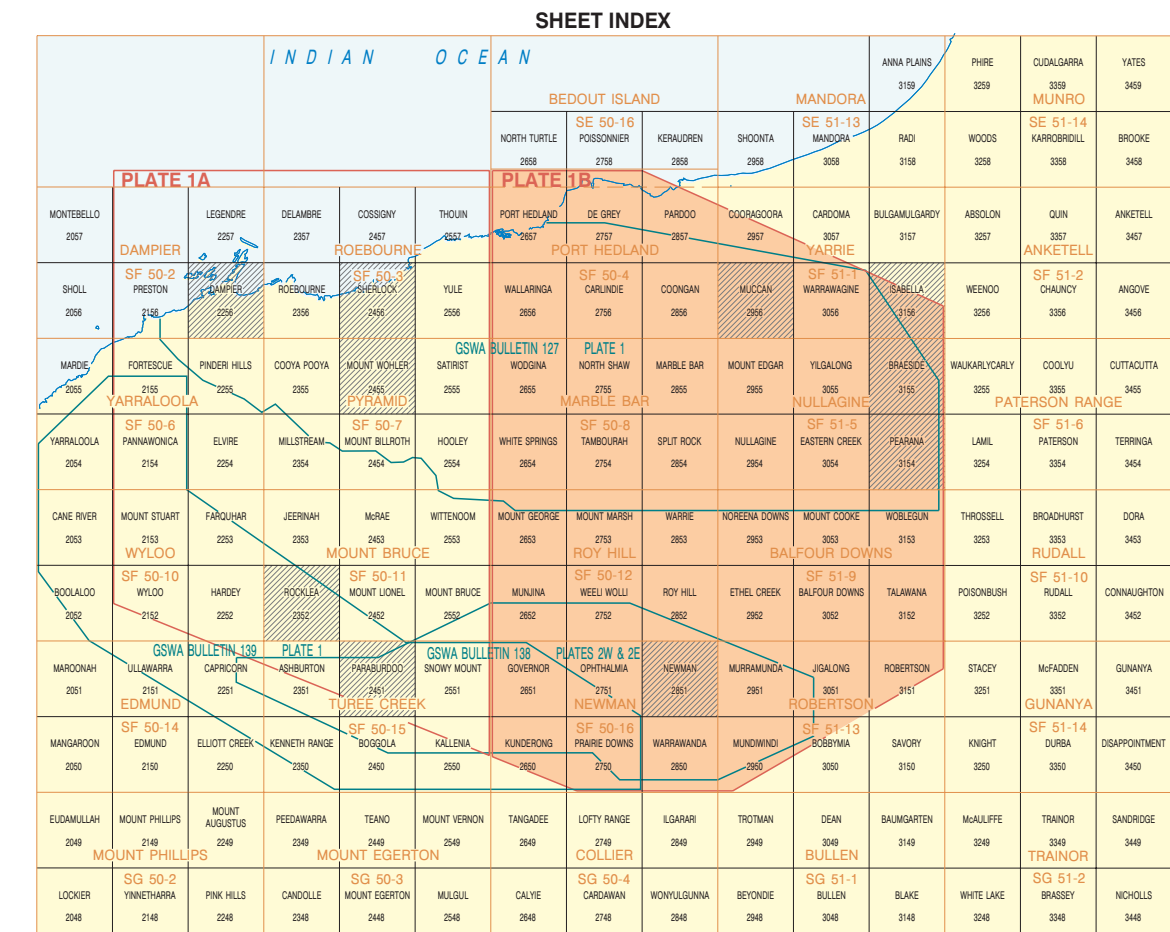 SHEET INDEX
INDIAN OCEAN
ANNA PLAINS PHIRE CUDALGARRA YATES
3159 3259 3359 3459
BEDOUT ISLAND MANDORA MUNRO
SE 50-16 SE 51-13 SE 51-14
NORTH TURTLE POISSONNIER KERAUDREN SHOONTA MANDORA RADI WOODS KARROBRIDILL BROOKE
2658 2758 2858 2958 3058 3158 3258 3358 3458
PLATE 1A PLATE 1B
MONTEBELLO LEGENDRE DELAMBRE COSSIGNY THOUIN PORT HEDLAND DE GREY PARDOO COORAGOORA CARDOMA BULGAMULGARDY ABSOLON QUIN ANKETELL
2057 2257 2357 2457 2557 2657 2757 2857 2957 3057 3157 3257 3357 3457
DAMPIER ROEBOURNE PORT HEDLAND YARRIE ANKETELL
SF 50-2 SF 50-3 SF 50-4 SF 51-1 SF 51-2
SHOLL PRESTON DAMPIER ROEBOURNE SHERLOCK YULE WALLARINGA CARLINDIE COONGAN MUCCAN WARRAWAGINE ISABELLA WEENOO CHAUNCY ANGOVE
2056 2156 2256 2356 2456 2556 2656 2756 2856 2956 3056 3156 3256 3356 3456
GSWA BULLETIN 127 PLATE 1
MARDIE FORTESCUE PINDERI HILLS COOYA POOYA MOUNT WOHLER SATIRIST WODGINA NORTH SHAW MARBLE BAR MOUNT EDGAR YILGALONG BRAESIDE WAUKARLYCARLY COOLYU CUTTACUTTA
2055 2155 2255 2355 2455 2555 2655 2755 2855 2955 3055 3155 3255 3355 3455
YARRALOOLA PYRAMID MARBLE BAR NULLAGINE PATERSON RANGE
SF 50-6 SF 50-7 SF 50-8 SF 51-5 SF 51-6
YARRALOOLA PANNAWONICA ELVIRE MILLSTREAM MOUNT BILLROTH HOOLEY WHITE SPRINGS TAMBOURAH SPLIT ROCK NULLAGINE EASTERN CREEK PEARANA LAMIL PATERSON TERRINGA
2054 2154 2254 2354 2454 2554 2654 2754 2854 2954 3054 3154 3254 3354 3454
CANE RIVER MOUNT STUART FARQUHAR JEERINAH McRAE WITTENOOM MOUNT GEORGE MOUNT MARSH WARRIE NOREENA DOWNS MOUNT COOKE WOBLEGUN THROSSELL BROADHURST DORA
2053 2153 2253 2353 2453 2553 2653 2753 2853 2953 3053 3153 3253 3353 3453
WYLOO MOUNT BRUCE ROY HILL BALFOUR DOWNS RUDALL
SF 50-10 SF 50-11 SF 50-12 SF 51-9 SF 51-10
BOOLALOO WYLOO HARDEY ROCKLEA MOUNT LIONEL MOUNT BRUCE MUNJINA WEELI WOLLI ROY HILL ETHEL CREEK BALFOUR DOWNS TALAWANA POISONBUSH RUDALL CONNAUGHTON
2052 2152 2252 2352 2452 2552 2652 2752 2852 2952 3052 3152 3252 3352 3452
GSWA BULLETIN 139 PLATE 1 GSWA BULLETIN 138 PLATES 2W & 2E
MAROONAH ULLAWARRA CAPRICORN ASHBURTON PARABURDOO SNOWY MOUNT GOVERNOR OPHTHALMIA NEWMAN MURRAMUNDA JIGALONG ROBERTSON STACEY McFADDEN GUNANYA
2051 2151 2251 2351 2451 2551 2651 2751 2851 2951 3051 3151 3251 3351 3451
EDMUND TUREE CREEK NEWMAN ROBERTSON GUNANYA
SF 50-14 SF 50-15 SF 50-16 SF 51-13 SF 51-14
MANGAROON EDMUND ELLIOTT CREEK KENNETH RANGE BOGGOLA KALLENIA KUNDERONG PRAIRIE DOWNS WARRAWANDA MUNDIWINDI BOBBYMIA SAVORY KNIGHT DURBA DISAPPOINTMENT
2050 2150 2250 2350 2450 2550 2650 2750 2850 2950 3050 3150 3250 3350 3450
EUDAMULLAH MOUNT PHILLIPS MOUNT AUGUSTUS PEEDAWARRA TEANO MOUNT VERNON TANGADEE LOFTY RANGE ILGARARI TROTMAN DEAN BAUMGARTEN McAULIFFE TRAINOR SANDRIDGE
2049 2149 2249 2349 2449 2549 2649 2749 2849 2949 3049 3149 3249 3349 3449
MOUNT PHILLIPS MOUNT EGERTON COLLIER BULLEN TRAINOR
SG 50-2 SG 50-3 SG 50-4 SG 51-1 SG 51-2
LOCKIER YINNETHARRA PINK HILLS CANDOLLE MOUNT EGERTON MULGUL CALYIE CARDAWAN WONYULGUNNA BEYONDIE BULLEN BLAKE WHITE LAKE BRASSEY NICHOLLS
2048 2148 2248 2348 2448 2548 2648 2748 2848 2948 3048 3148 3248 3348 3448